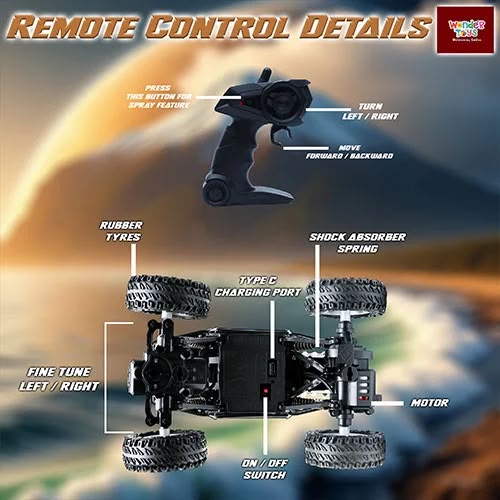 REMOTE CONTROL DETAILS
Wonder
Toys
PRESS
THIS BUTTON FOR
SPRAY FEATURE
TURN
LEFT / RIGHT
MOVE
FORWARD / BACKWARD
RUBBER
TYRES
SHOCK ABSORBER
SPRING
TYPE C
CHARGING PORT
FINE TUNE
LEFT / RIGHT
MOTOR
ON / OFF
SWITCH